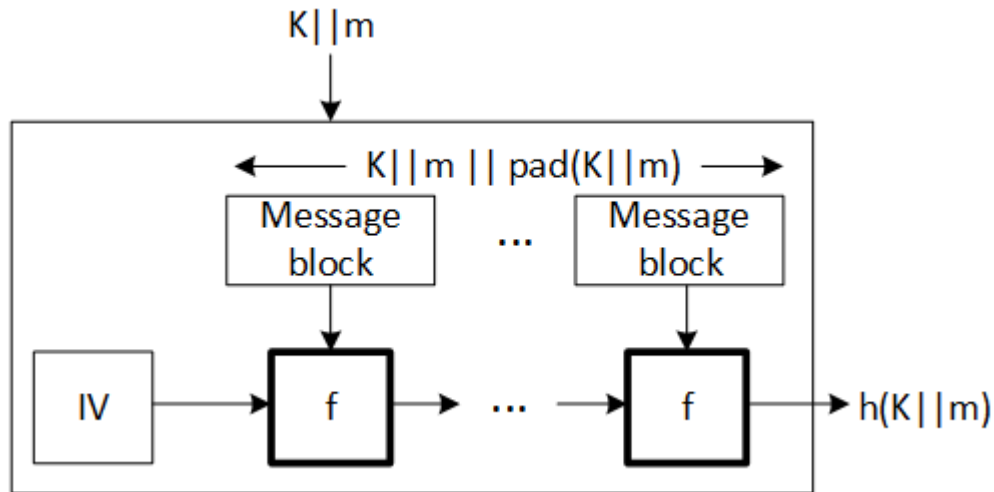 K||m
K||m || pad(K||m)
Message
block
...
Message
block
IV
f
...
f
h(K||m)